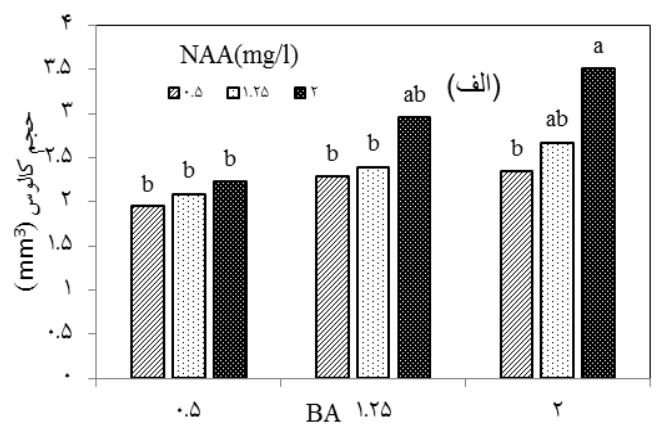 ۴
۳.۵
۳
۲.۵
۲
۱.۵
۱
۰.۵
۰
حجم کالوس (mm³)
NAA(mg/l)
۰.۵ ۱.۲۵ ۲
(الف)
b b b
b b ab
b ab a
۰.۵ ۱.۲۵ ۲
BA